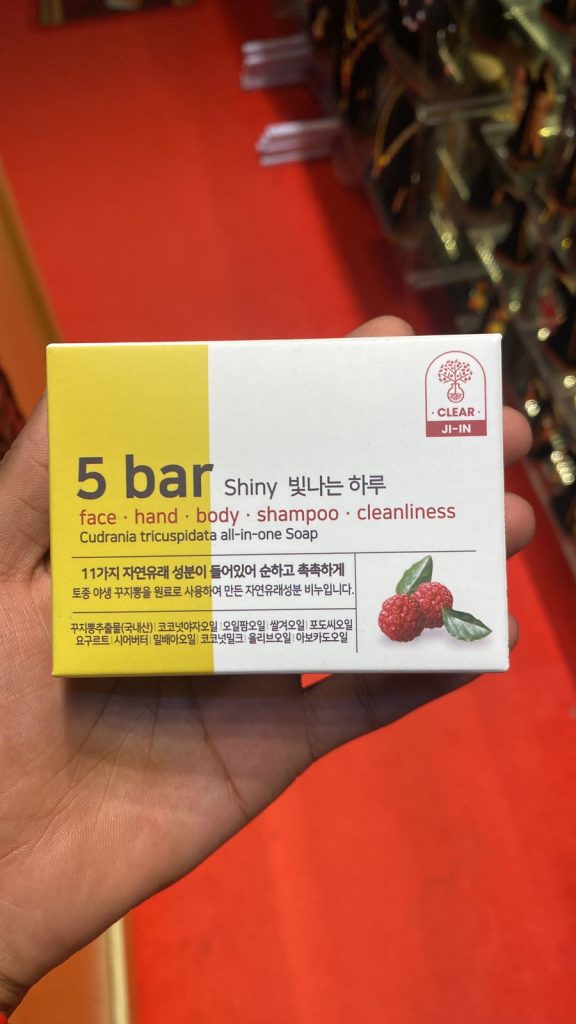 · CLEAR ·
JI-IN
5 bar Shiny 빛나는 하루
face · hand · body · shampoo · cleanliness
Cudrania tricuspidata all-in-one Soap
11가지 자연유래 성분이 들어있어 순하고 촉촉하게
토종 야생 꾸지뽕을 원료로 사용하여 만든 자연유래성분 비누입니다.
꾸지뽕추출물(국내산)|코코넛야자오일|오일팜오일|쌀겨오일|포도씨오일
요구르트|시어버터|밀배아오일|코코넛밀크|올리브오일|아보카도오일